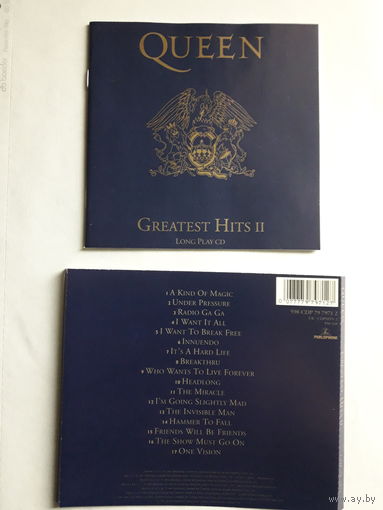 QUEEN
GREATEST HITS II
LONG PLAY CD
1 A KIND OF MAGIC
2 UNDER PRESSURE
3 RADIO GA GA
4 I WANT IT ALL
5 I WANT TO BREAK FREE
6 INNUENDO
7 IT'S A HARD LIFE
8 BREAKTHRU
9 WHO WANTS TO LIVE FOREVER
10 HEADLONG
11 THE MIRACLE
12 I'M GOING SLIGHTLY MAD
13 THE INVISIBLE MAN
14 HAMMER TO FALL
15 FRIENDS WILL BE FRIENDS
16 THE SHOW MUST GO ON
17 ONE VISION
PARLOPHONE
www.ay.by